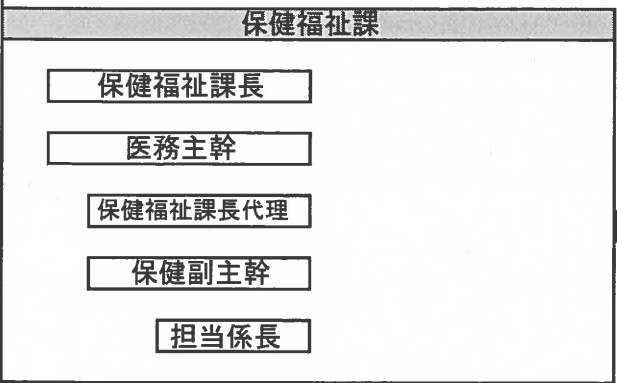 保健福祉課
保健福祉課長
医務主幹
保健福祉課長代理
保健副主幹
担当係長